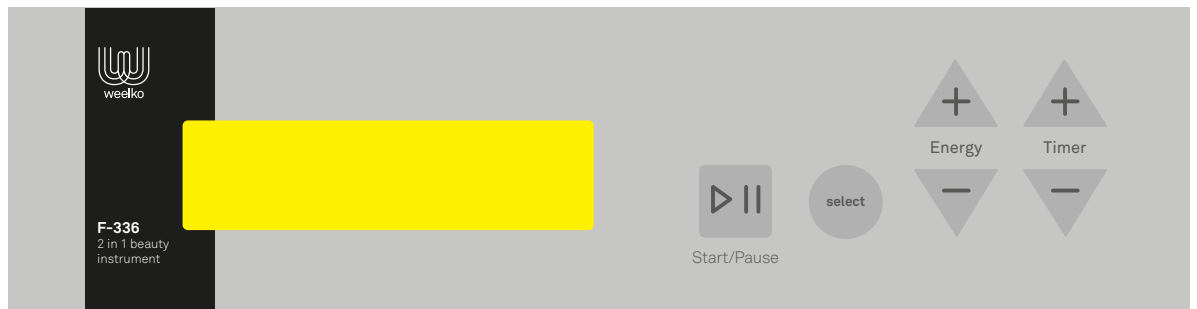 weelko
F-336
2 in 1 beauty
instrument
Start/Pause
select
+
+
Energy
Timer
−
−